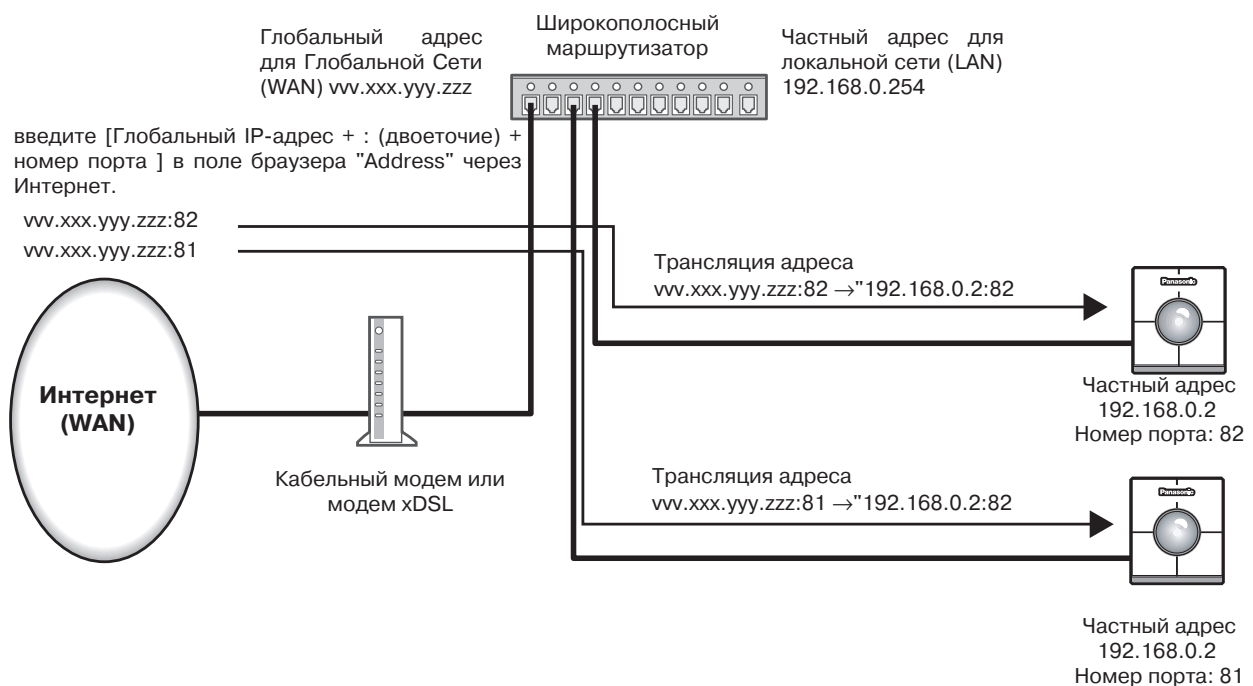 Широкополосный
маршрутизатор
Глобальный адрес
для Глобальной Сети
(WAN) vvv.xxx.yyy.zzz
Частный адрес для
локальной сети (LAN)
192.168.0.254
введите [Глобальный IP-адрес + : (двоеточие) +
номер порта ] в поле браузера "Address" через
Интернет.
vvv.xxx.yyy.zzz:82
vvv.xxx.yyy.zzz:81
Трансляция адреса
vvv.xxx.yyy.zzz:82 →"192.168.0.2:82
Panasonic
Частный адрес
192.168.0.2
Номер порта: 82
Интернет
(WAN)
Кабельный модем или
модем xDSL
Трансляция адреса
vvv.xxx.yyy.zzz:81 →"192.168.0.2:82
Panasonic
Частный адрес
192.168.0.2
Номер порта: 81